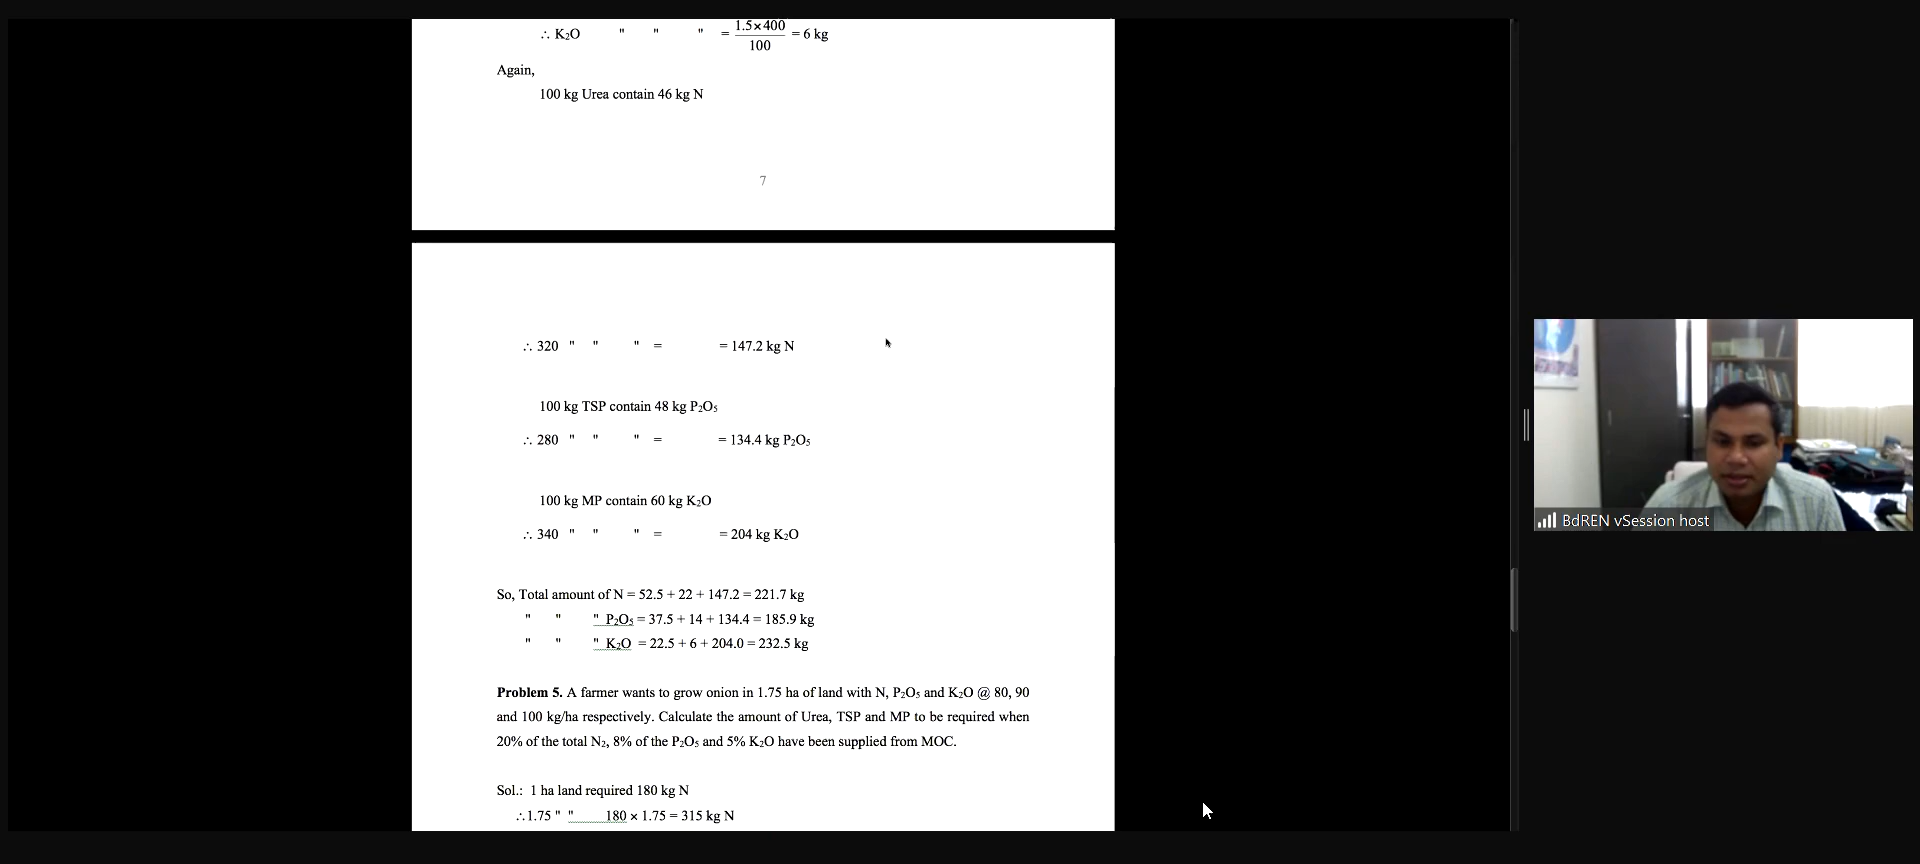 ∴ K₂O " " " = 1.5×400/100 = 6 kg
Again,
100 kg Urea contain 46 kg N
7
∴ 320 " " " = = 147.2 kg N
100 kg TSP contain 48 kg P₂O₅
∴ 280 " " " = = 134.4 kg P₂O₅
100 kg MP contain 60 kg K₂O
∴ 340 " " " = = 204 kg K₂O
So, Total amount of N = 52.5 + 22 + 147.2 = 221.7 kg
" " " P₂O₅ = 37.5 + 14 + 134.4 = 185.9 kg
" " " K₂O = 22.5 + 6 + 204.0 = 232.5 kg
Problem 5. A farmer wants to grow onion in 1.75 ha of land with N, P₂O₅ and K₂O @ 80, 90
and 100 kg/ha respectively. Calculate the amount of Urea, TSP and MP to be required when
20% of the total N₂, 8% of the P₂O₅ and 5% K₂O have been supplied from MOC.
Sol.: 1 ha land required 180 kg N
∴1.75 " " 180 × 1.75 = 315 kg N
BdREN vSession host